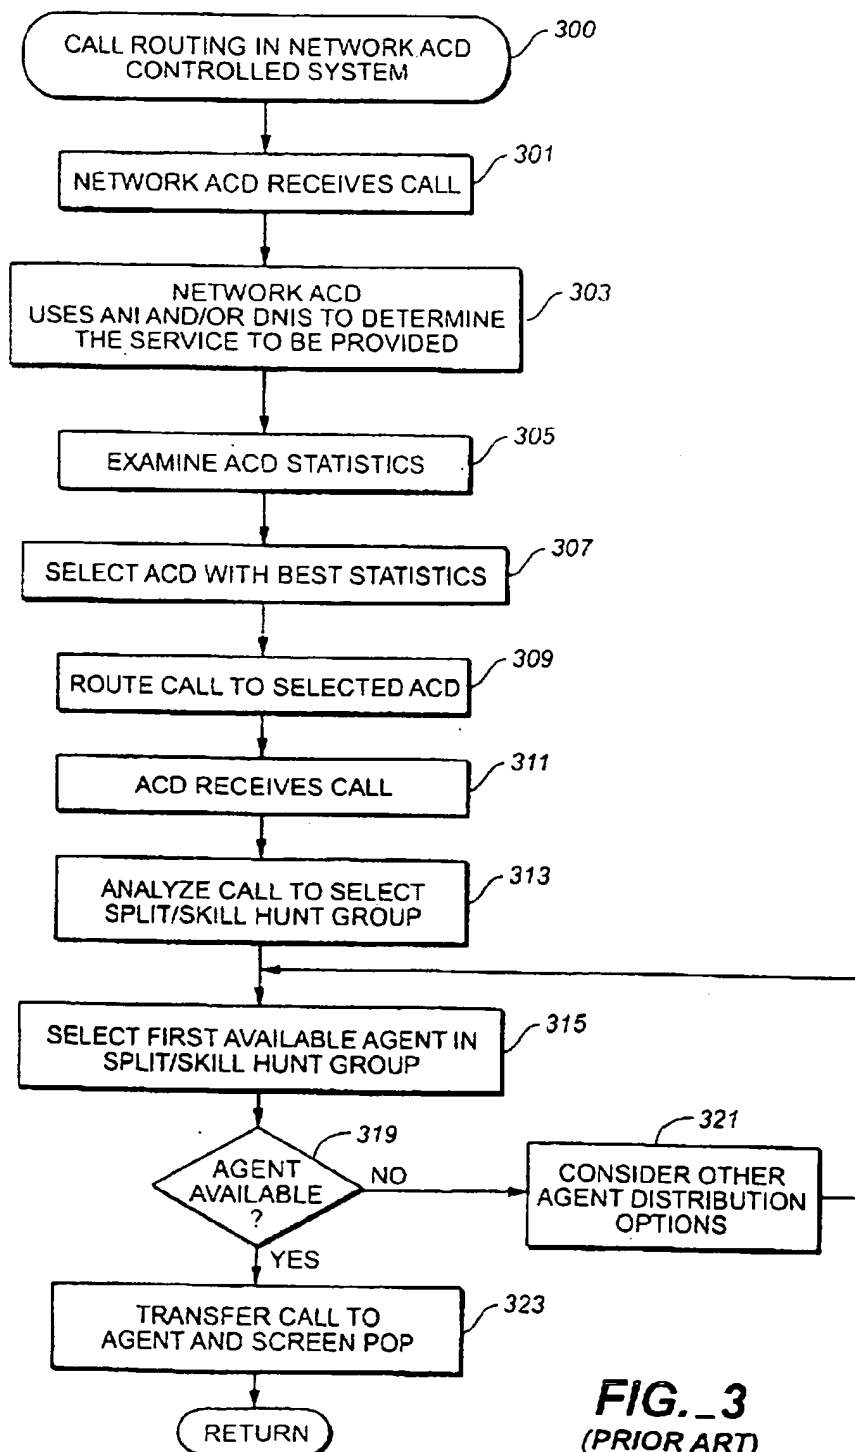 CALL ROUTING IN NETWORK ACD
CONTROLLED SYSTEM
300
NETWORK ACD RECEIVES CALL
301
NETWORK ACD
USES ANI AND/OR DNIS TO DETERMINE
THE SERVICE TO BE PROVIDED
303
EXAMINE ACD STATISTICS
305
SELECT ACD WITH BEST STATISTICS
307
ROUTE CALL TO SELECTED ACD
309
ACD RECEIVES CALL
311
ANALYZE CALL TO SELECT
SPLIT/SKILL HUNT GROUP
313
SELECT FIRST AVAILABLE AGENT IN
SPLIT/SKILL HUNT GROUP
315
AGENT
AVAILABLE
?
319
NO
CONSIDER OTHER
AGENT DISTRIBUTION
OPTIONS
321
YES
TRANSFER CALL TO
AGENT AND SCREEN POP
323
RETURN
FIG._3
(PRIOR ART)